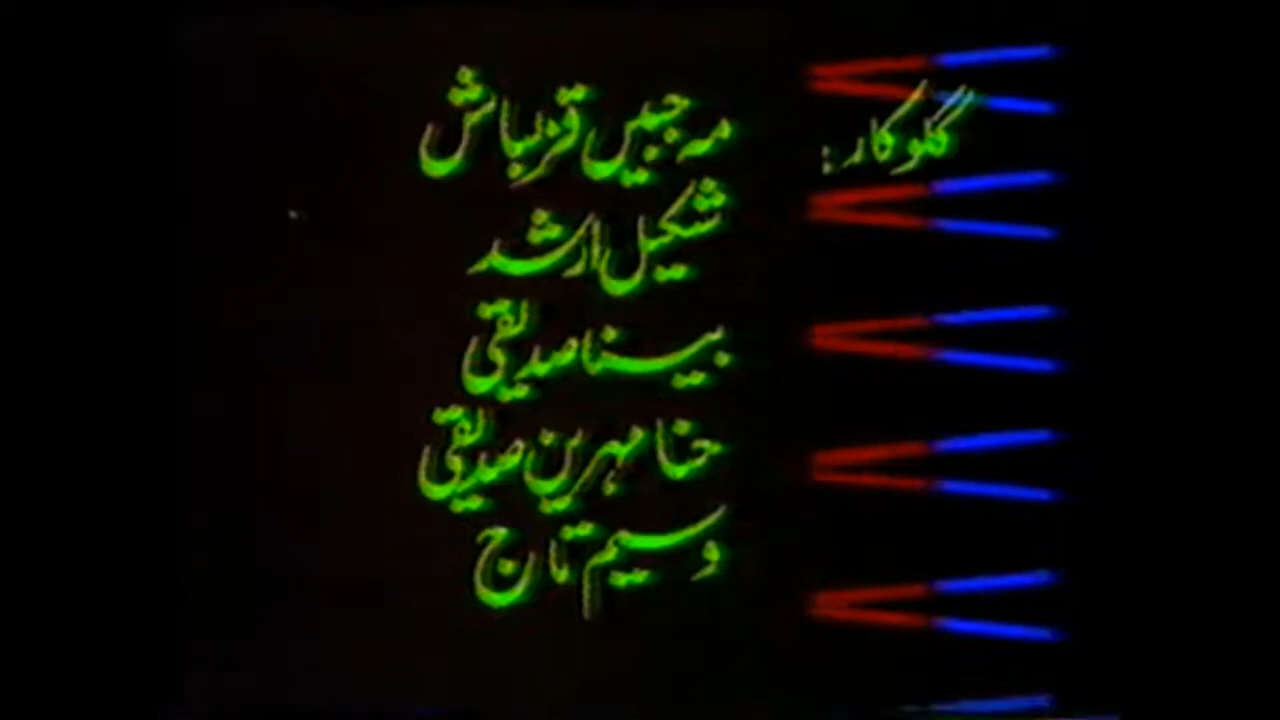 گلوکار: مہ جبیں قزلباش
شکیل ارشد
بینا صدیقی
حنا مہرین صدیقی
وسیم تاج